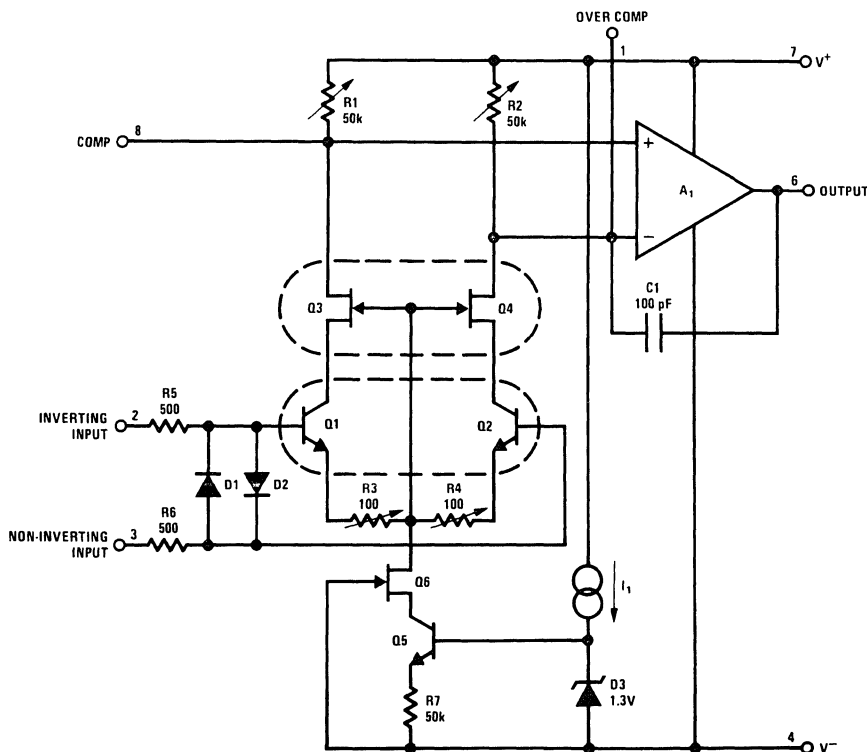 OVER COMP
1
7
V+
R1
50k
R2
50k
8
COMP
+
A1
6
OUTPUT
−
C1
100 pF
Q3
Q4
R5
500
INVERTING
INPUT
2
Q1
Q2
D1
D2
R3
100
R4
100
R6
500
NON-INVERTING
INPUT
3
Q6
I1
Q5
D3
1.3V
R7
50k
4
V−